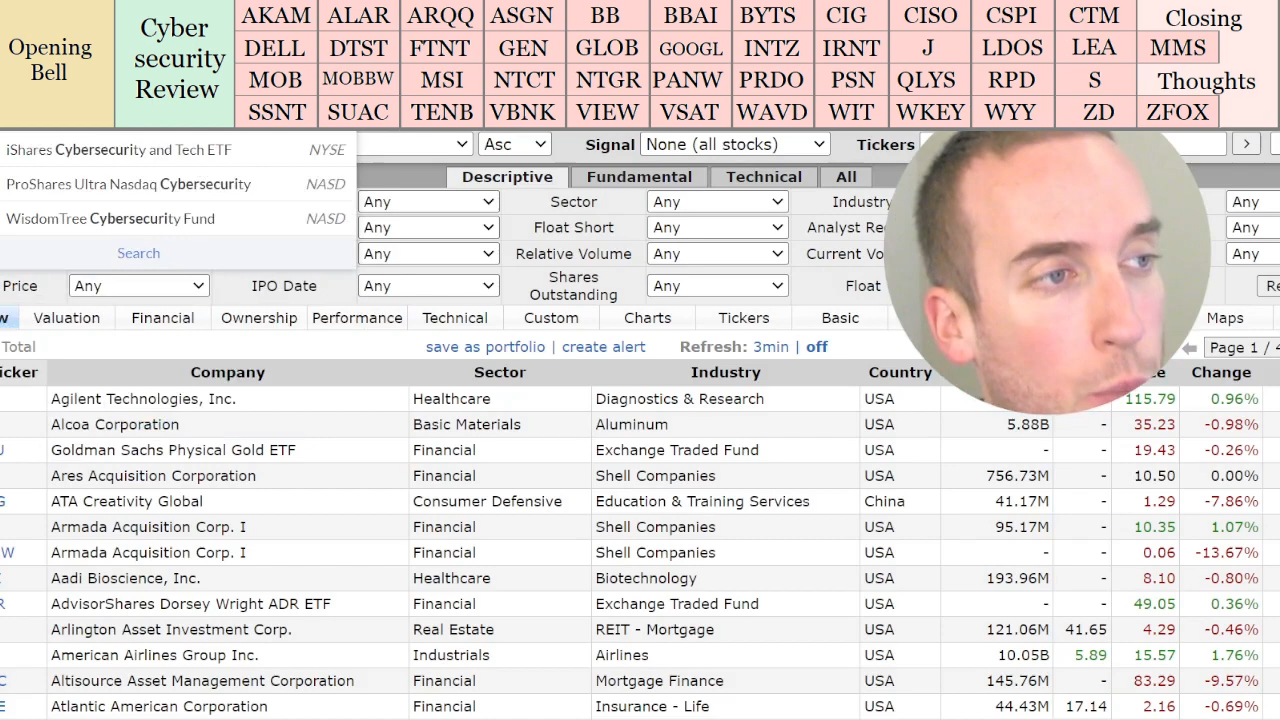 Opening
Bell
Cyber
security
Review
AKAM ALAR ARQQ ASGN BB BBAI BYTS CIG CISO CSPI CTM
DELL DTST FTNT GEN GLOB GOOGL INTZ IRNT J LDOS LEA MMS
MOB MOBBW MSI NTCT NTGR PANW PRDO PSN QLYS RPD S
SSNT SUAC TENB VBNK VIEW VSAT WAVD WIT WKEY WYY ZD ZFOX
Closing
Thoughts
iShares Cybersecurity and Tech ETF NYSE
ProShares Ultra Nasdaq Cybersecurity NASD
WisdomTree Cybersecurity Fund NASD
Search
Asc Signal None (all stocks) Tickers >
Descriptive Fundamental Technical All
Any Sector Any Industry Any
Any Float Short Any Analyst Re Any
Any Relative Volume Any Current Vo Any
Price Any IPO Date Any Shares Outstanding Any Float Re
w Valuation Financial Ownership Performance Technical Custom Charts Tickers Basic Maps
Total save as portfolio | create alert Refresh: 3min | off Page 1 / 4
icker Company Sector Industry Country ce Change
Agilent Technologies, Inc. Healthcare Diagnostics & Research USA 115.79 0.96%
Alcoa Corporation Basic Materials Aluminum USA 5.88B - 35.23 -0.98%
J Goldman Sachs Physical Gold ETF Financial Exchange Traded Fund USA - - 19.43 -0.26%
Ares Acquisition Corporation Financial Shell Companies USA 756.73M - 10.50 0.00%
G ATA Creativity Global Consumer Defensive Education & Training Services China 41.17M - 1.29 -7.86%
Armada Acquisition Corp. I Financial Shell Companies USA 95.17M - 10.35 1.07%
W Armada Acquisition Corp. I Financial Shell Companies USA - - 0.06 -13.67%
Aadi Bioscience, Inc. Healthcare Biotechnology USA 193.96M - 8.10 -0.80%
R AdvisorShares Dorsey Wright ADR ETF Financial Exchange Traded Fund USA - - 49.05 0.36%
Arlington Asset Investment Corp. Real Estate REIT - Mortgage USA 121.06M 41.65 4.29 -0.46%
American Airlines Group Inc. Industrials Airlines USA 10.05B 5.89 15.57 1.76%
C Altisource Asset Management Corporation Financial Mortgage Finance USA 145.76M - 83.29 -9.57%
E Atlantic American Corporation Financial Insurance - Life USA 44.43M 17.14 2.16 -0.69%